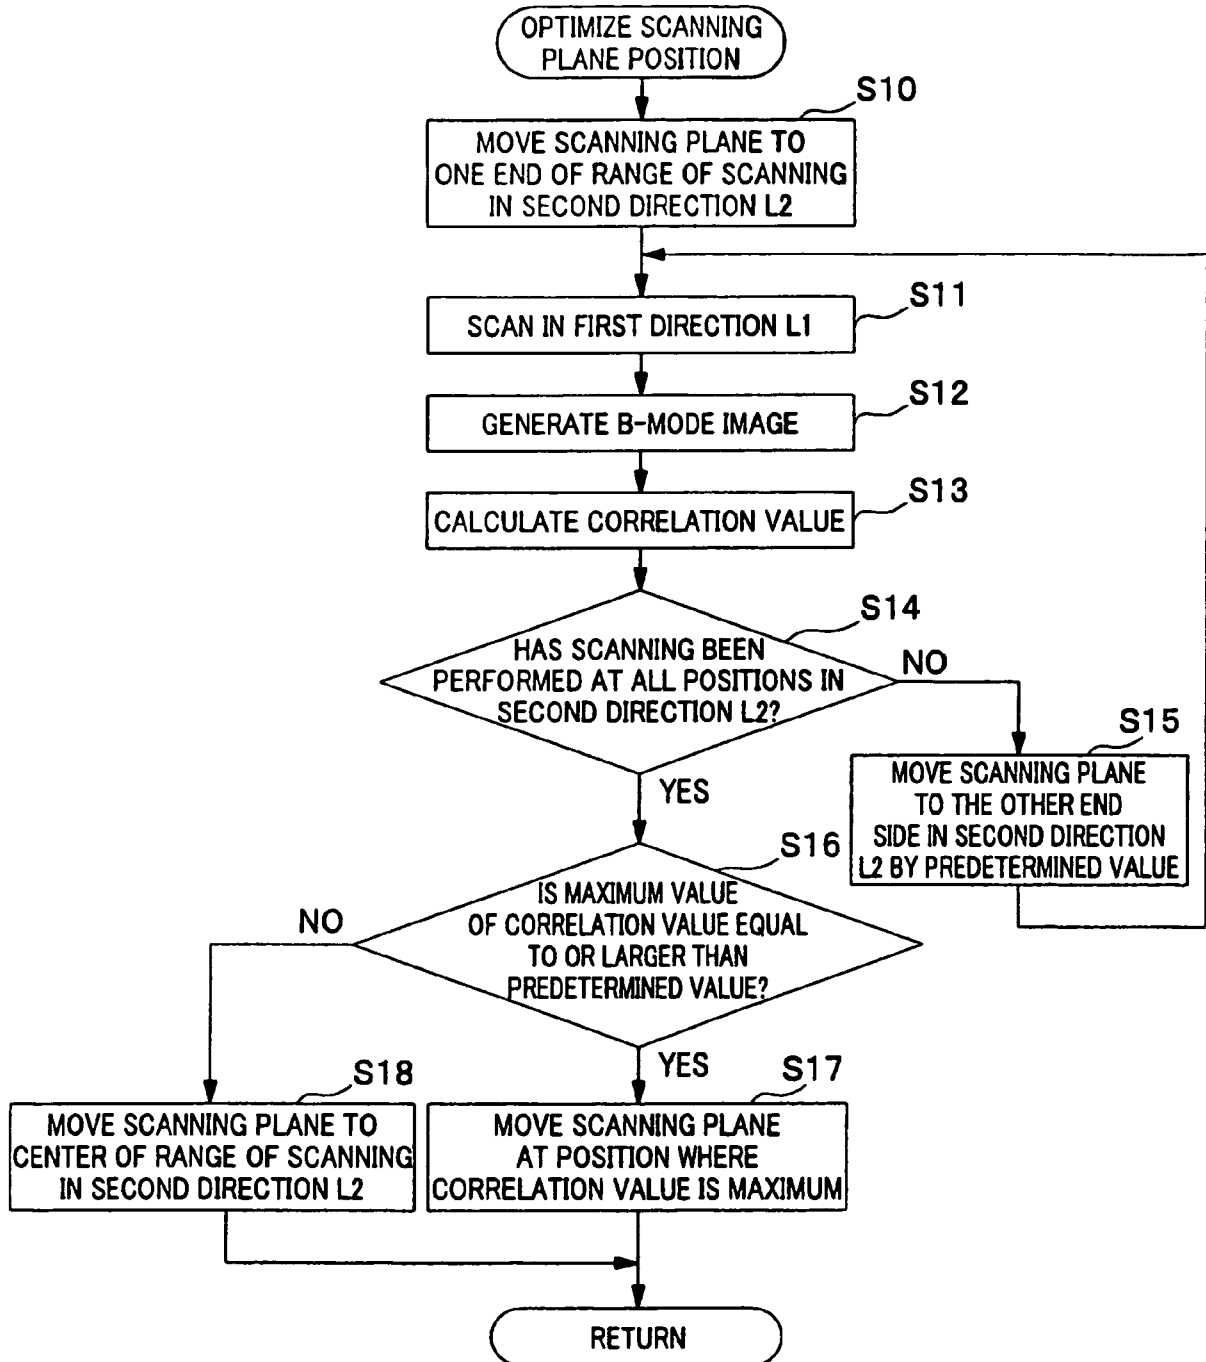 OPTIMIZE SCANNING
PLANE POSITION
S10
MOVE SCANNING PLANE TO
ONE END OF RANGE OF SCANNING
IN SECOND DIRECTION L2
S11
SCAN IN FIRST DIRECTION L1
S12
GENERATE B-MODE IMAGE
S13
CALCULATE CORRELATION VALUE
S14
HAS SCANNING BEEN
PERFORMED AT ALL POSITIONS IN
SECOND DIRECTION L2?
NO
S15
MOVE SCANNING PLANE
TO THE OTHER END
SIDE IN SECOND DIRECTION
L2 BY PREDETERMINED VALUE
YES
S16
IS MAXIMUM VALUE
OF CORRELATION VALUE EQUAL
TO OR LARGER THAN
PREDETERMINED VALUE?
NO
YES
S18
MOVE SCANNING PLANE TO
CENTER OF RANGE OF SCANNING
IN SECOND DIRECTION L2
S17
MOVE SCANNING PLANE
AT POSITION WHERE
CORRELATION VALUE IS MAXIMUM
RETURN